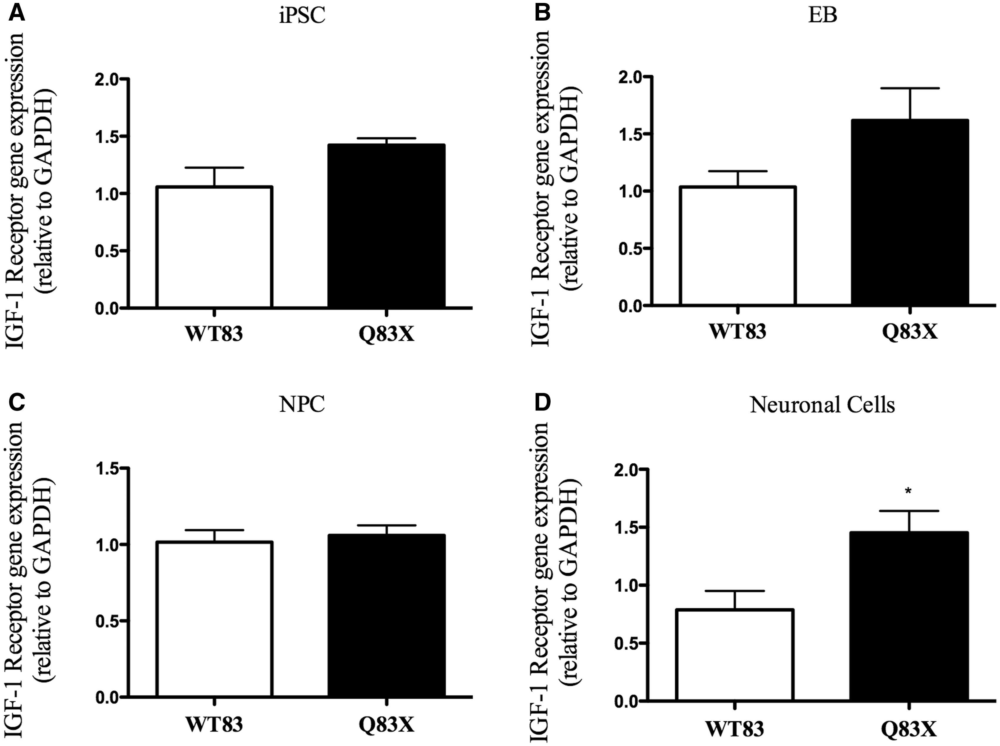 A
iPSC
IGF-1 Receptor gene expression
(relative to GAPDH)
2.0
1.5
1.0
0.5
0.0
WT83
Q83X
B
EB
IGF-1 Receptor gene expression
(relative to GAPDH)
2.0
1.5
1.0
0.5
0.0
WT83
Q83X
C
NPC
IGF-1 Receptor gene expression
(relative to GAPDH)
1.5
1.0
0.5
0.0
WT83
Q83X
D
Neuronal Cells
IGF-1 Receptor gene expression
(relative to GAPDH)
2.0
*
1.5
1.0
0.5
0.0
WT83
Q83X